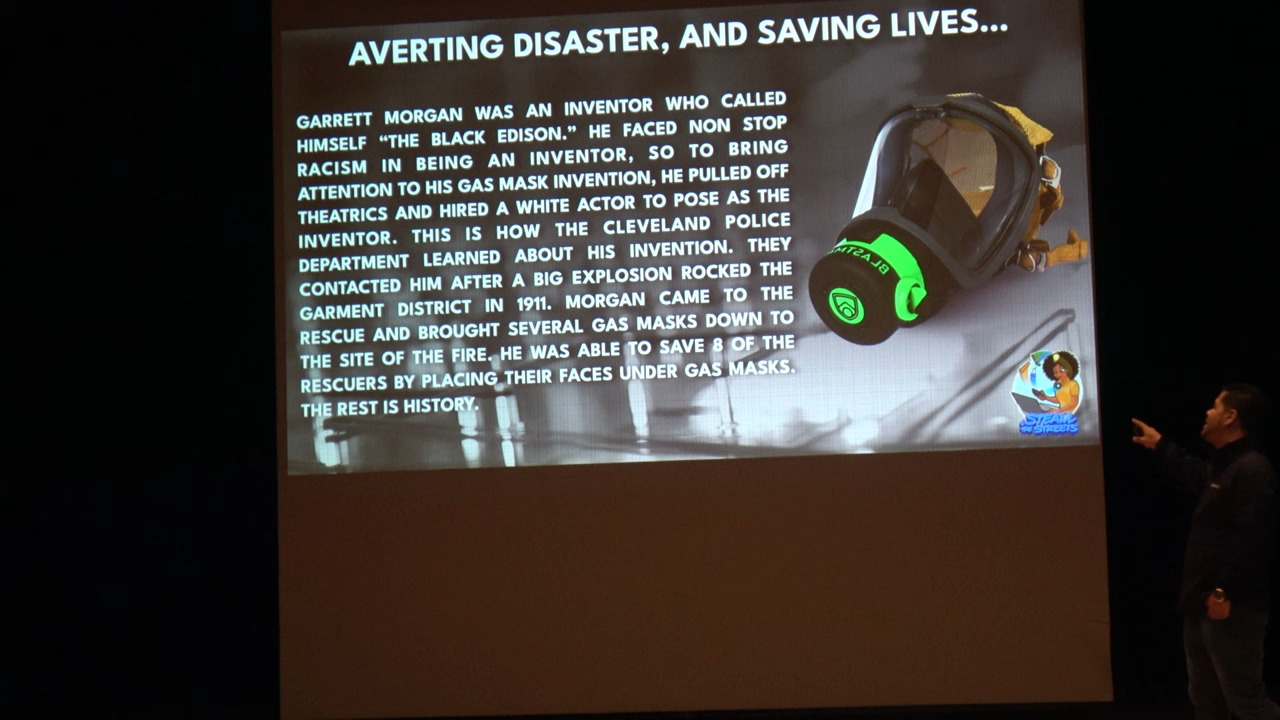 AVERTING DISASTER, AND SAVING LIVES...
GARRETT MORGAN WAS AN INVENTOR WHO CALLED
HIMSELF “THE BLACK EDISON.” HE FACED NON STOP
RACISM IN BEING AN INVENTOR, SO TO BRING
ATTENTION TO HIS GAS MASK INVENTION, HE PULLED OFF
THEATRICS AND HIRED A WHITE ACTOR TO POSE AS THE
INVENTOR. THIS IS HOW THE CLEVELAND POLICE
DEPARTMENT LEARNED ABOUT HIS INVENTION. THEY
CONTACTED HIM AFTER A BIG EXPLOSION ROCKED THE
GARMENT DISTRICT IN 1911. MORGAN CAME TO THE
RESCUE AND BROUGHT SEVERAL GAS MASKS DOWN TO
THE SITE OF THE FIRE. HE WAS ABLE TO SAVE 8 OF THE
RESCUERS BY PLACING THEIR FACES UNDER GAS MASKS.
THE REST IS HISTORY.
STEAM
THE STREETS